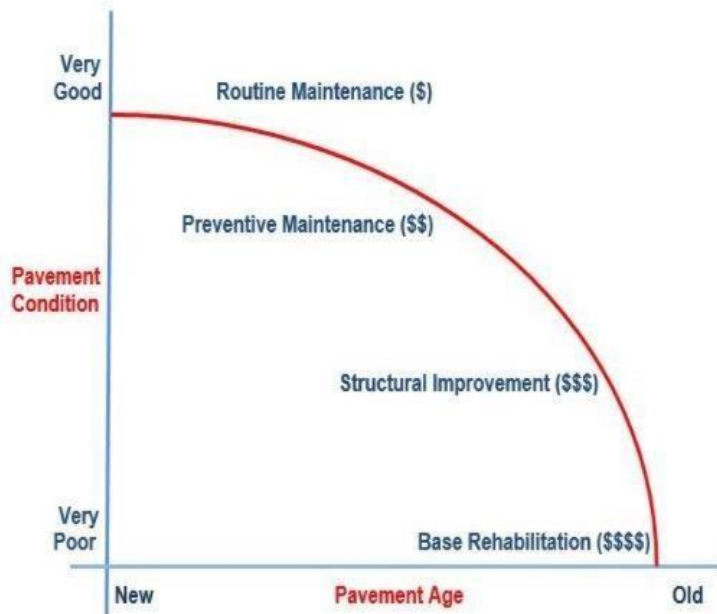 Very
Good
Routine Maintenance ($)
Preventive Maintenance ($$)
Pavement
Condition
Structural Improvement ($$$)
Very
Poor
Base Rehabilitation ($$$$)
New
Pavement Age
Old